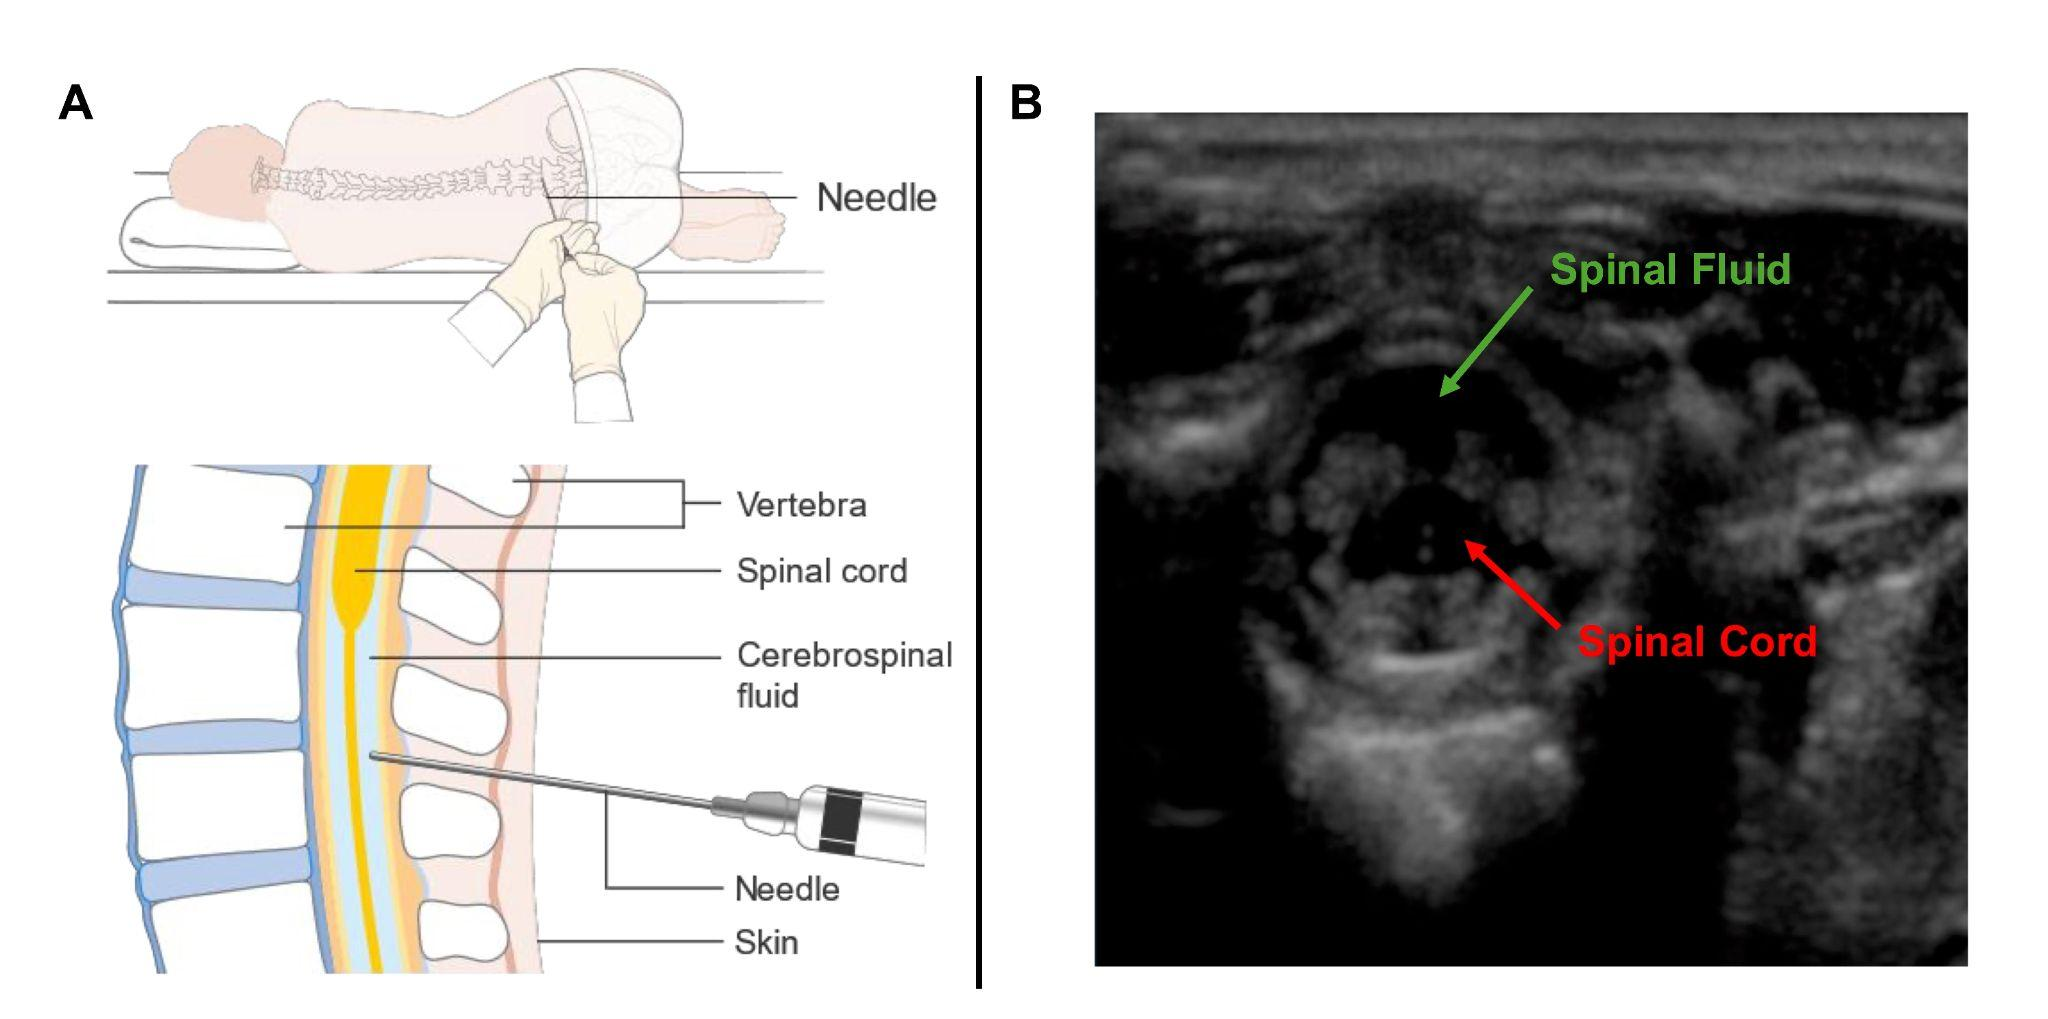 A
Needle
Vertebra
Spinal cord
Cerebrospinal
fluid
Needle
Skin
B
Spinal Fluid
Spinal Cord